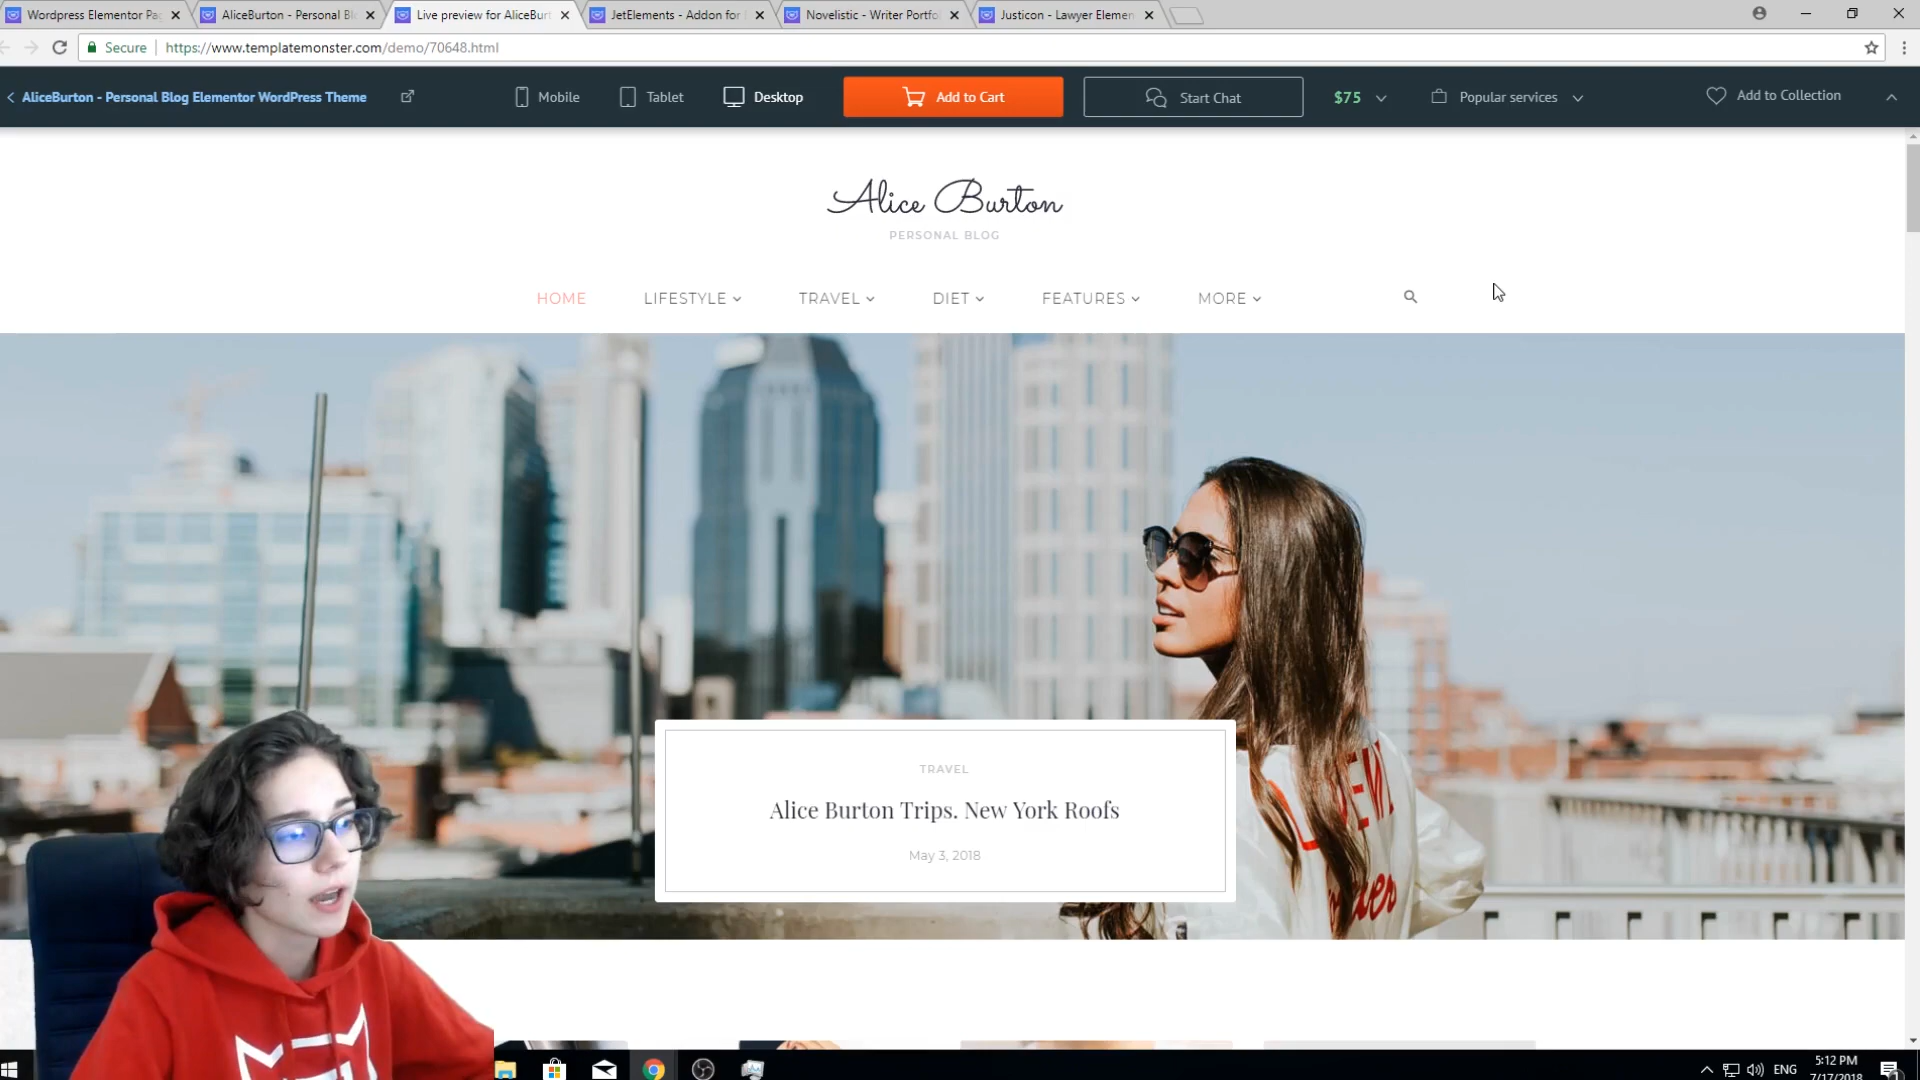 Wordpress Elementor Pa
AliceBurton - Personal Bl
Live preview for AliceBurt
JetElements - Addon for
Novelistic - Writer Portfo
Justicon - Lawyer Elemen
Secure
https://www.templatemonster.com/demo/70648.html
AliceBurton - Personal Blog Elementor WordPress Theme
Mobile
Tablet
Desktop
Add to Cart
Start Chat
$75
Popular services
Add to Collection
Alice Burton
PERSONAL BLOG
HOME
LIFESTYLE
TRAVEL
DIET
FEATURES
MORE
TRAVEL
Alice Burton Trips. New York Roofs
May 3, 2018
ENG
5:12 PM
7/17/2018